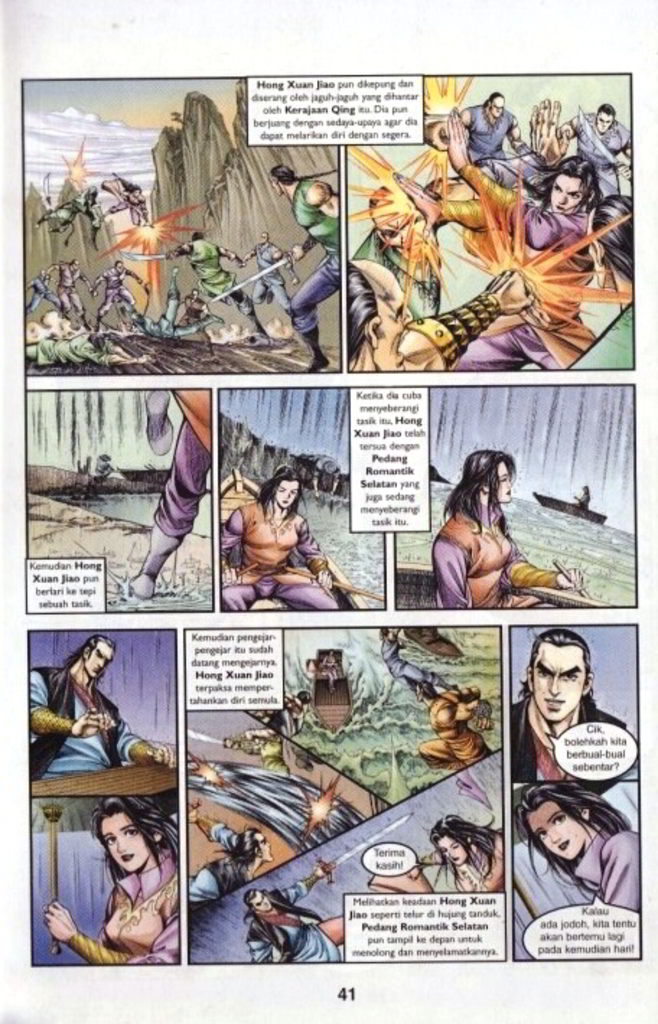 Hong Xuan Jiao pun dikepung dan
diserang oleh jaguh-jaguh yang dihantar
oleh Kerajaan Qing itu. Dia pun
berjuang dengan sedaya-upaya agar dia
dapat melarikan diri dengan segera.
Kemudian Hong
Xuan Jiao pun
berlari ke tepi
sebuah tasik.
Ketika dia cuba
menyeberangi
tasik itu, Hong
Xuan Jiao telah
tersua dengan
Pedang
Romantik
Selatan yang
juga sedang
menyeberangi
tasik itu.
Kemudian pengejar-
pengejar itu sudah
datang mengejarnya.
Hong Xuan Jiao
terpaksa memper-
tahankan diri semula.
Terima
kasih!
Melihatkan keadaan Hong Xuan
Jiao seperti telur di hujung tanduk,
Pedang Romantik Selatan
pun tampil ke depan untuk
menolong dan menyelamatkannya.
Cik,
bolehkah kita
berbual-bual
sebentar?
Kalau
ada jodoh, kita tentu
akan bertemu lagi
pada kemudian hari!
41